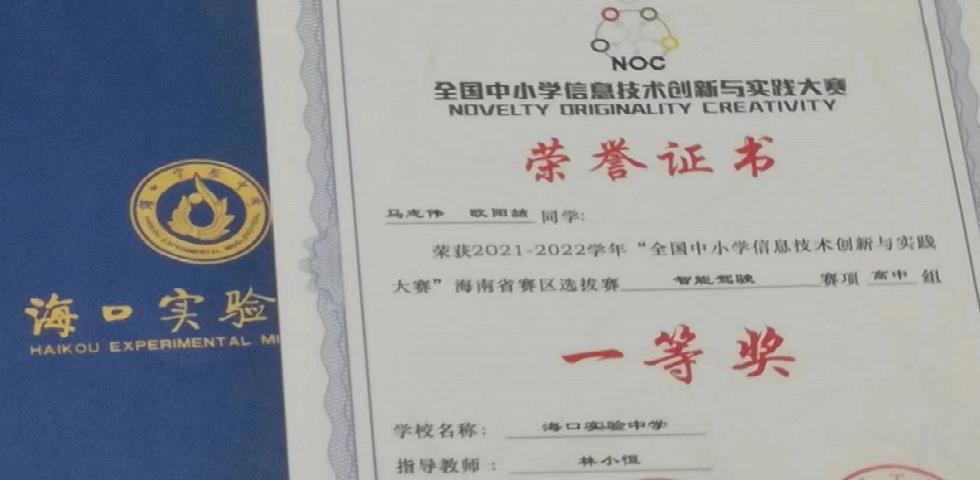 海口实验
HAIKOU EXPERIMENTAL MI
NOC
全国中小学信息技术创新与实践大赛
NOVELTY ORIGINALITY CREATIVITY
荣誉证书
马志伟 欧阳喆 同学:
荣获2021-2022学年“全国中小学信息技术创新与实践
大赛”海南省赛区选拔赛 智能驾驶 赛项 高中 组
一等奖
学校名称: 海口实验中学
指导教师: 林小恒